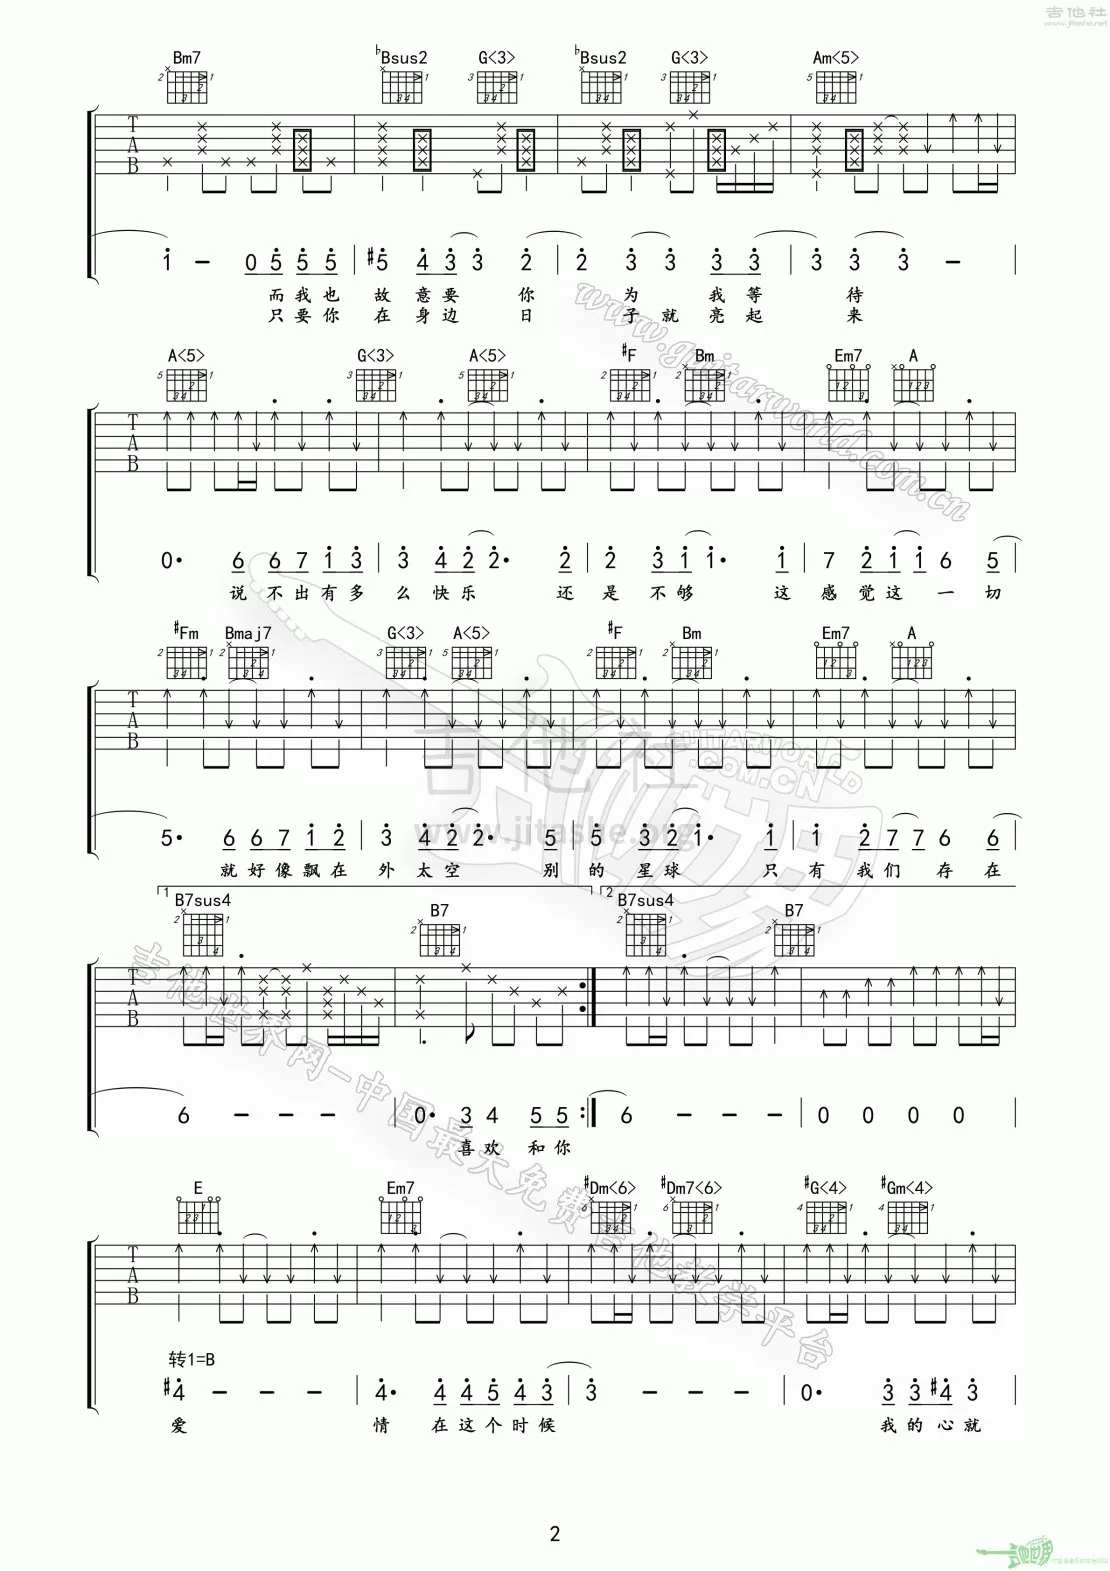 吉他社
www.jitashe.net
Bm7 ♭Bsus2 G<3> ♭Bsus2 G<3> Am<5>
T
A
B
1 - 0 5 5 5 | #5 4 3 3 2 | 2 3 3 3 3 | 3 3 3 -
而我也 故 意要 你 为 我等 待
只要你 在 身边 日 子就 亮起 来
A<5> G<3> A<5> #F Bm Em7 A
T
A
B
0· 6 6 7 1 3 | 3 4 2 2· 2 | 2 3 1 1· 1 | 7 2 1 1 6 5
说 不出有多 么 快乐 还 是 不够 这 感觉这 一 切
#Fm Bmaj7 G<3> A<5> #F Bm Em7 A
T
A
B
5· 6 6 7 1 2 | 3 4 2 2· 5 | 5 3 2 1· 1 | 1 2 7 7 6 6
就好像飘在 外 太空 别 的 星球 只 有我们 存 在
1 B7sus4 B7 2 B7sus4 B7
T
A
B
6 - - - | 0· 3 4 5 5 :| 6 - - - | 0 0 0 0
喜欢 和你
E Em7 #Dm<6> #Dm7<6> #G<4> #Gm<4>
T
A
B
转1=B
#4 - - - | 4· 4 4 5 4 3 | 3 - - - | 0· 3 3 #4 3
爱 情 在这个时候 我的心就
2
www.guitarworld.com.cn
GUITARWORLD
.COM.CN
吉他社
www.jitashe.org
吉他世界网-中国最大免费吉他教学平台
吉他世界